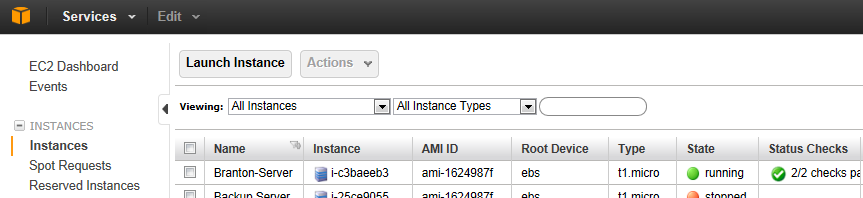 Services Edit
EC2 Dashboard
Events
INSTANCES
Instances
Spot Requests
Reserved Instances
Launch Instance Actions
Viewing: All Instances All Instance Types
Name Instance AMI ID Root Device Type State Status Checks
Branton-Server i-c3baeeb3 ami-1624987f ebs t1.micro running 2/2 checks pa
Backup Server i-25ce9055 ami-1624987f ebs t1.micro stopped